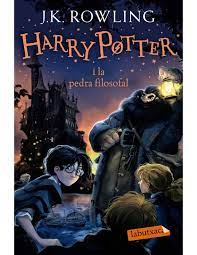 J.K. ROWLING
HARRY POTTER
i la
pedra filosofal
labutxaca